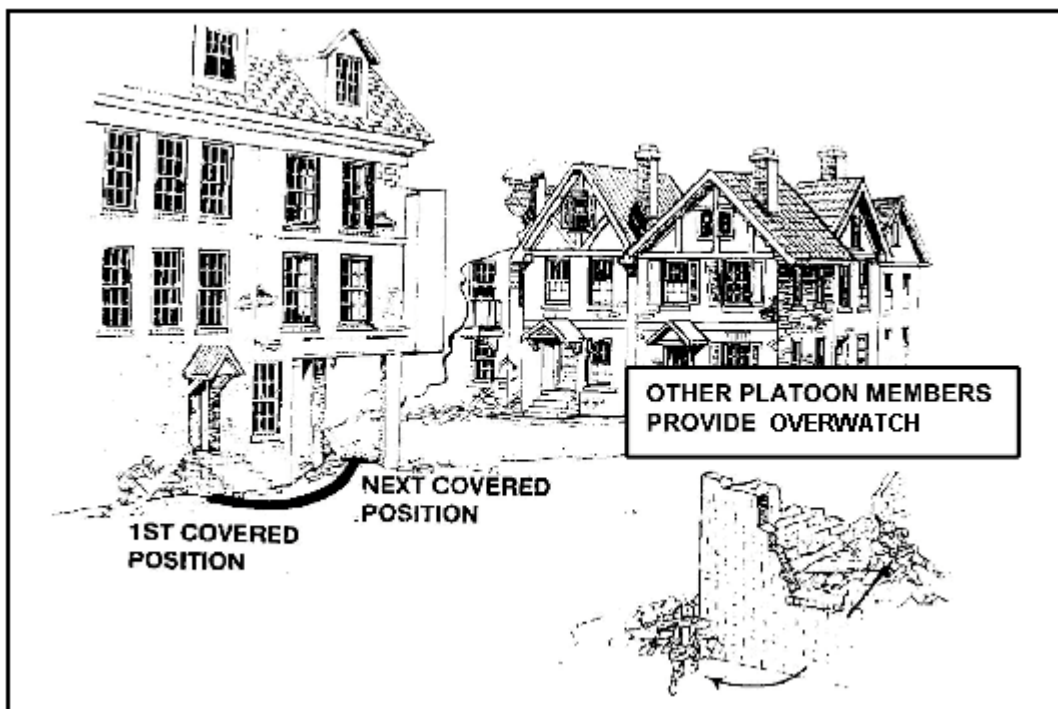 OTHER PLATOON MEMBERS
PROVIDE OVERWATCH
NEXT COVERED
POSITION
1ST COVERED
POSITION